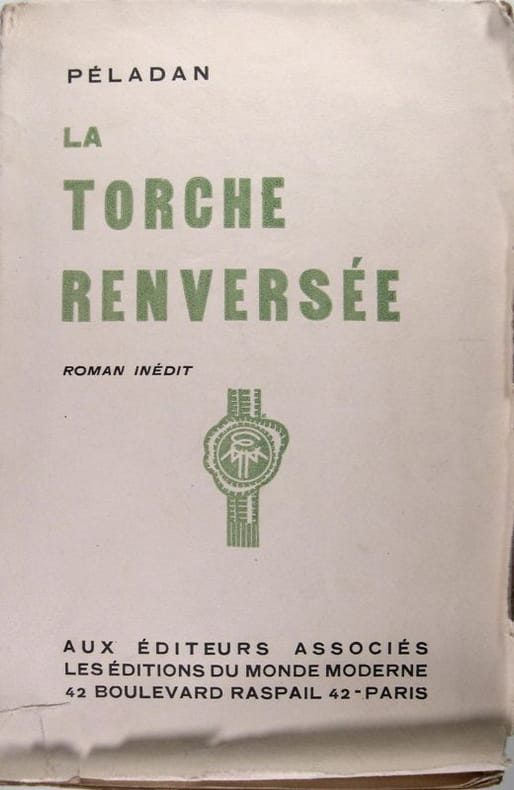 PÉLADAN
LA
TORCHE
RENVERSÉE
ROMAN INÉDIT
AUX ÉDITEURS ASSOCIÉS
LES ÉDITIONS DU MONDE MODERNE
42 BOULEVARD RASPAIL 42 - PARIS